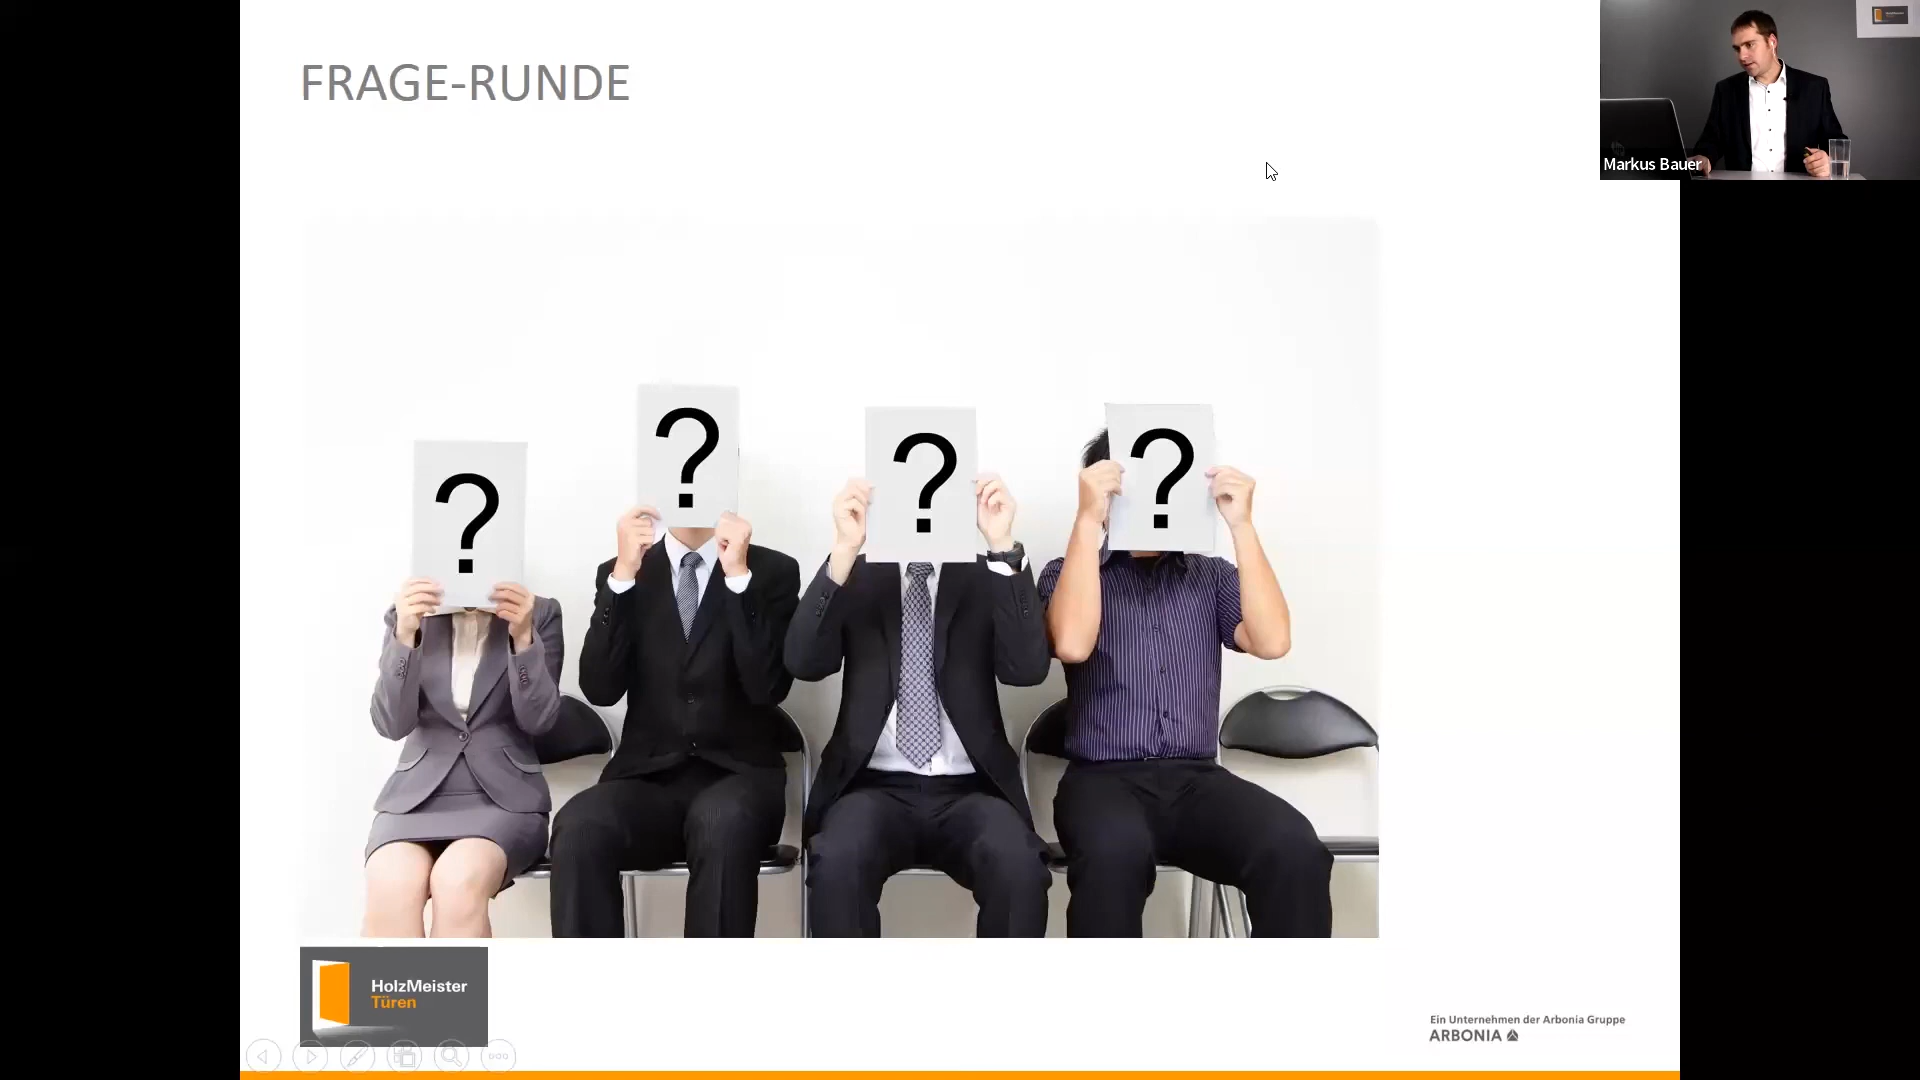 FRAGE-RUNDE
Markus Bauer
?
?
?
?
HolzMeister
Türen
Ein Unternehmen der Arbonia Gruppe
ARBONIA